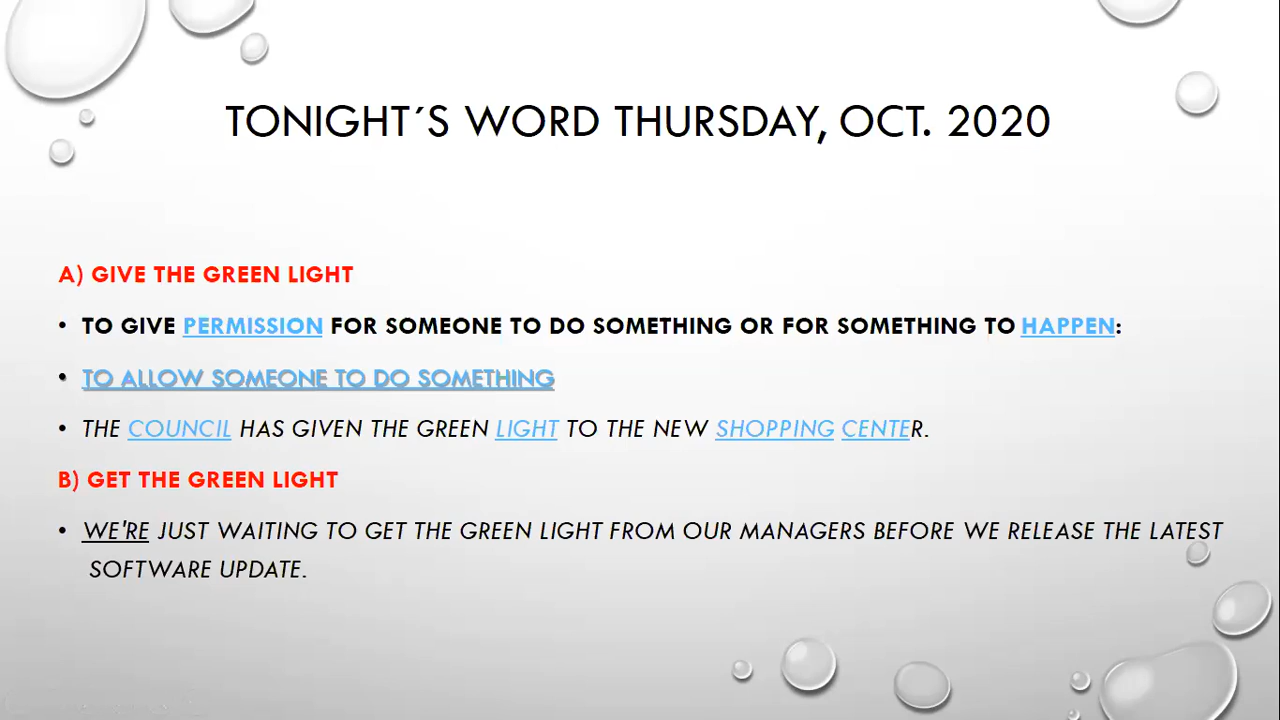 TONIGHT´S WORD THURSDAY, OCT. 2020
A) GIVE THE GREEN LIGHT
• TO GIVE PERMISSION FOR SOMEONE TO DO SOMETHING OR FOR SOMETHING TO HAPPEN:
• TO ALLOW SOMEONE TO DO SOMETHING
• THE COUNCIL HAS GIVEN THE GREEN LIGHT TO THE NEW SHOPPING CENTER.
B) GET THE GREEN LIGHT
• WE'RE JUST WAITING TO GET THE GREEN LIGHT FROM OUR MANAGERS BEFORE WE RELEASE THE LATEST
SOFTWARE UPDATE.